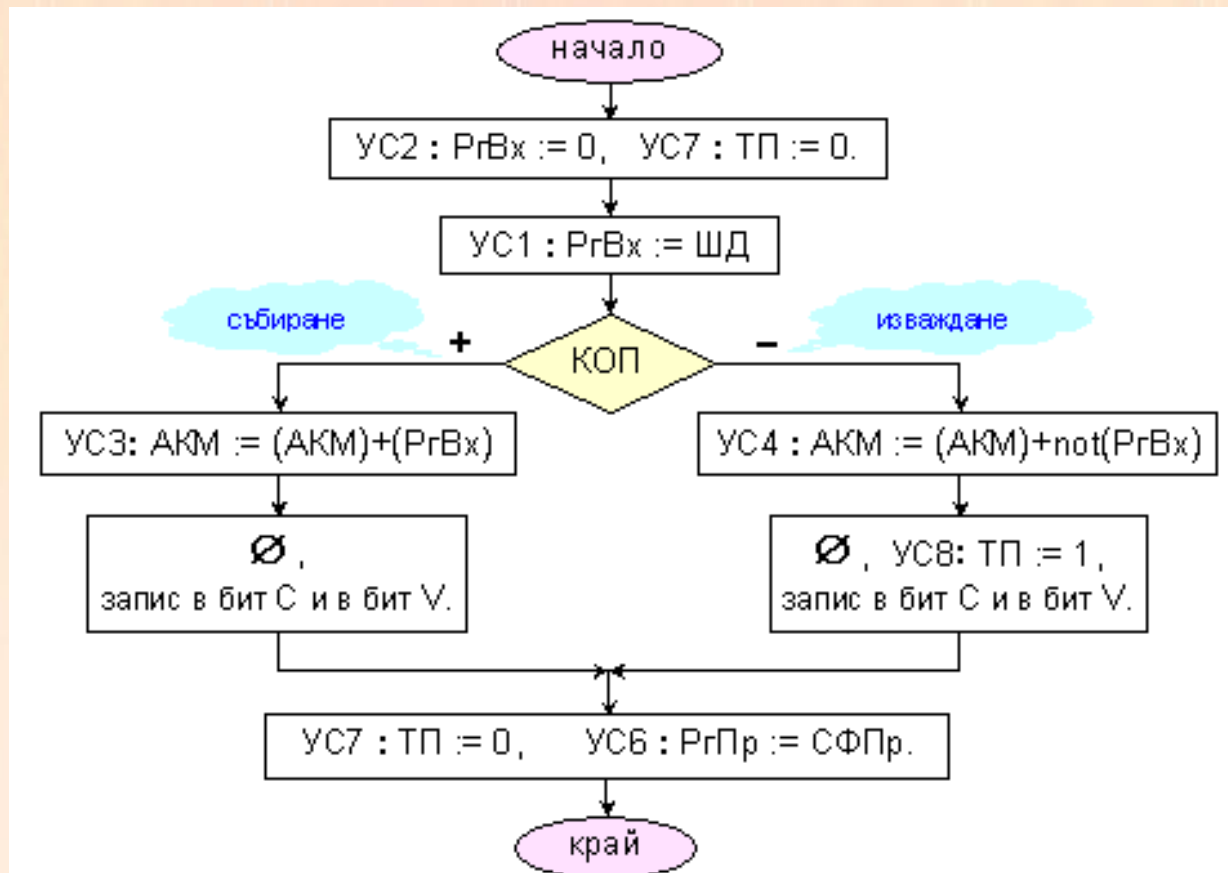 начало
УС2 : РгВх := 0, УС7 : ТП := 0.
УС1 : РгВх := ШД
събиране
изваждане
+
КОП
–
УС3: АКМ := (АКМ)+(РгВх)
УС4 : АКМ := (АКМ)+not(РгВх)
Ø ,
запис в бит C и в бит V.
Ø , УС8: ТП := 1,
запис в бит C и в бит V.
УС7 : ТП := 0, УС6 : РгПр := СФПр.
край